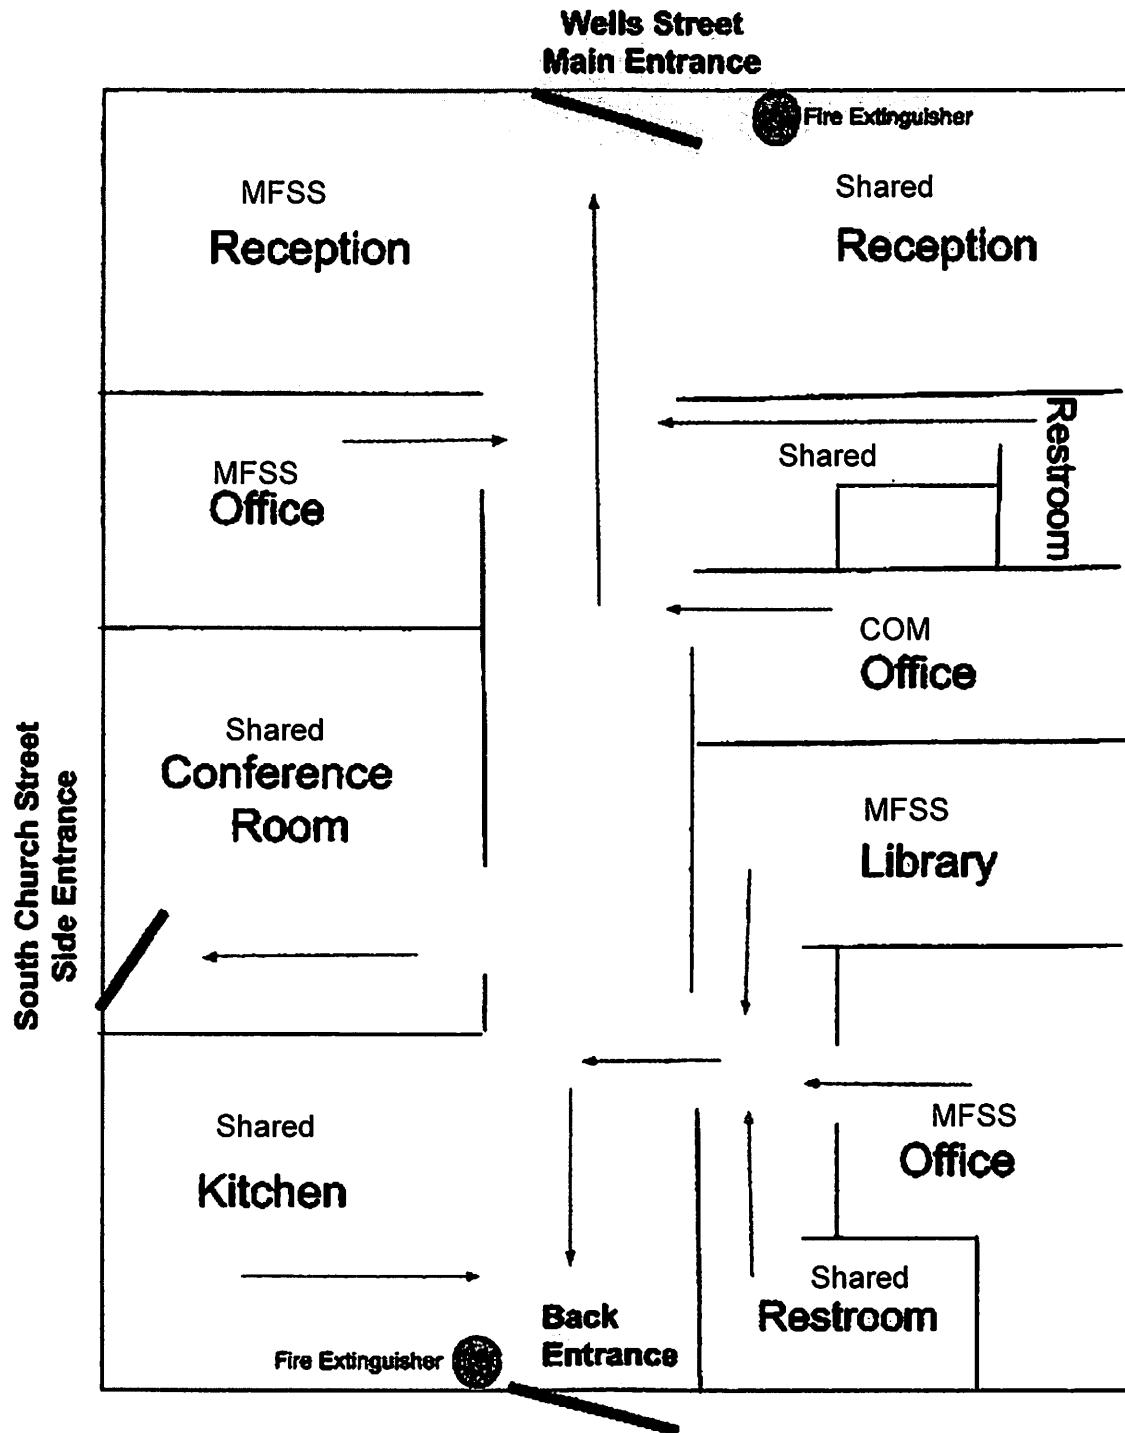 Wells Street
Main Entrance
Fire Extinguisher
MFSS
Reception
Shared
Reception
MFSS
Office
Shared
Restroom
COM
Office
Shared
Conference
Room
South Church Street
Side Entrance
MFSS
Library
Shared
Kitchen
MFSS
Office
Shared
Restroom
Back
Entrance
Fire Extinguisher